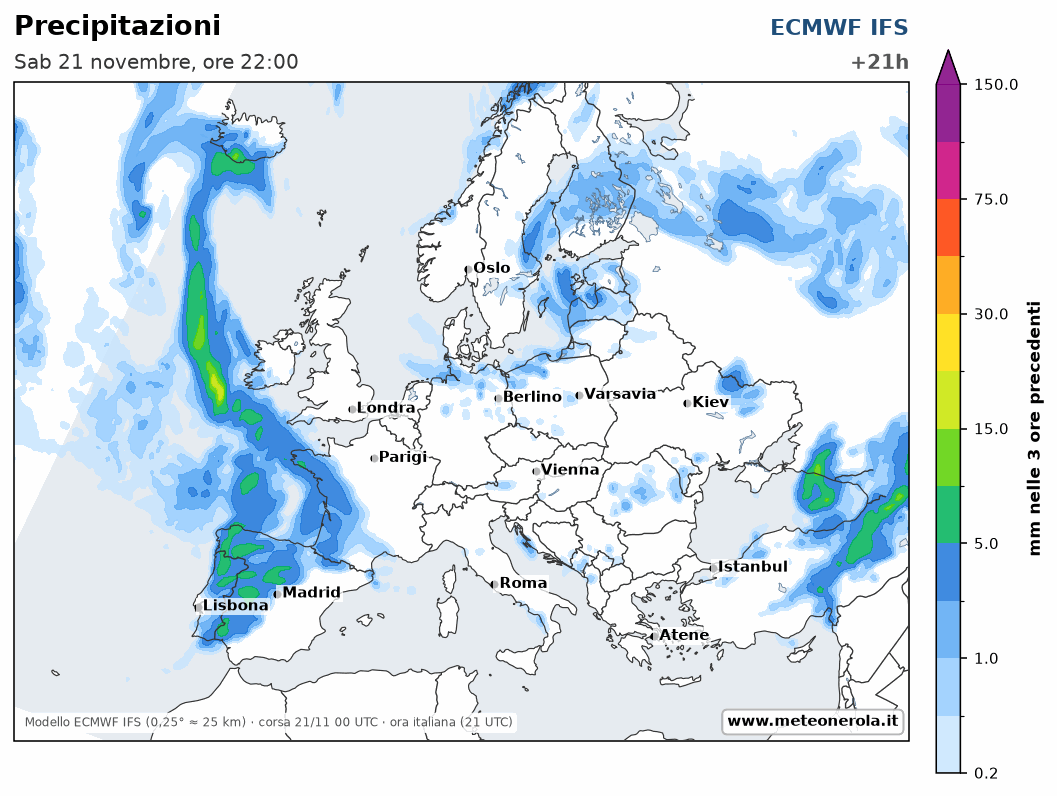 Precipitazioni
ECMWF IFS
Sab 21 novembre, ore 22:00
+21h
150.0
75.0
30.0
15.0
5.0
1.0
0.2
mm nelle 3 ore precedenti
Oslo
Berlino
Varsavia
Kiev
Londra
Parigi
Vienna
Istanbul
Roma
Madrid
Lisbona
Atene
Modello ECMWF IFS (0,25° ≈ 25 km) · corsa 21/11 00 UTC · ora italiana (21 UTC)
www.meteonerola.it